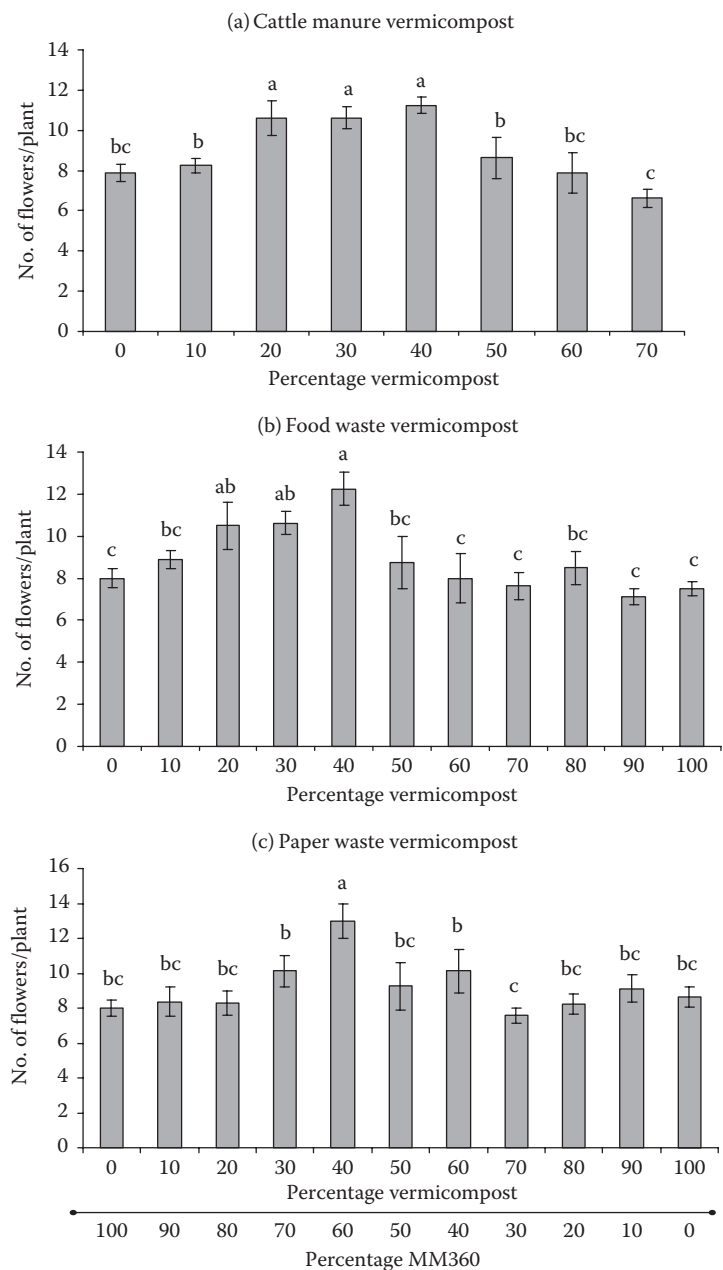 (a) Cattle manure vermicompost
14
12
10
8
6
4
2
0
No. of flowers/plant
bc b a a a b bc c
0 10 20 30 40 50 60 70
Percentage vermicompost
(b) Food waste vermicompost
14
12
10
8
6
4
2
0
No. of flowers/plant
c bc ab ab a bc c c bc c c
0 10 20 30 40 50 60 70 80 90 100
Percentage vermicompost
(c) Paper waste vermicompost
16
14
12
10
8
6
4
2
0
No. of flowers/plant
bc bc bc b a bc b c bc bc bc
0 10 20 30 40 50 60 70 80 90 100
Percentage vermicompost
100 90 80 70 60 50 40 30 20 10 0
Percentage MM360